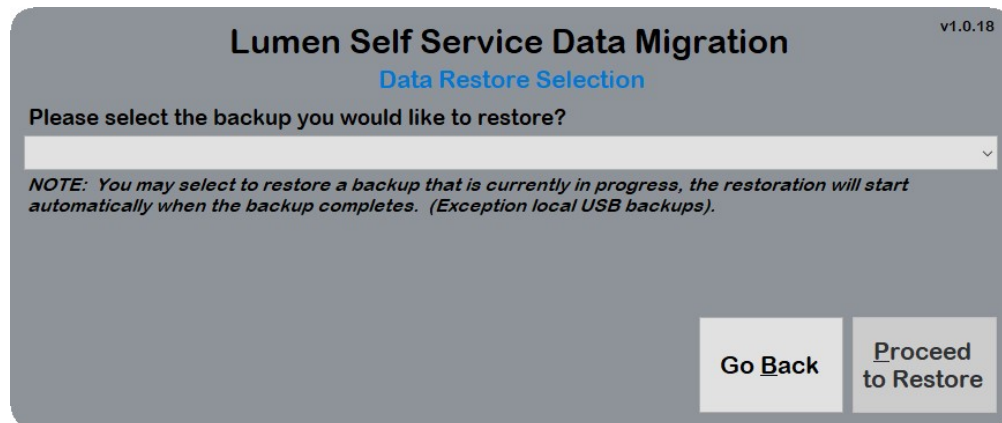 v1.0.18
Lumen Self Service Data Migration
Data Restore Selection
Please select the backup you would like to restore?
NOTE:  You may select to restore a backup that is currently in progress, the restoration will start
automatically when the backup completes.  (Exception local USB backups).
Go Back
Proceed
to Restore